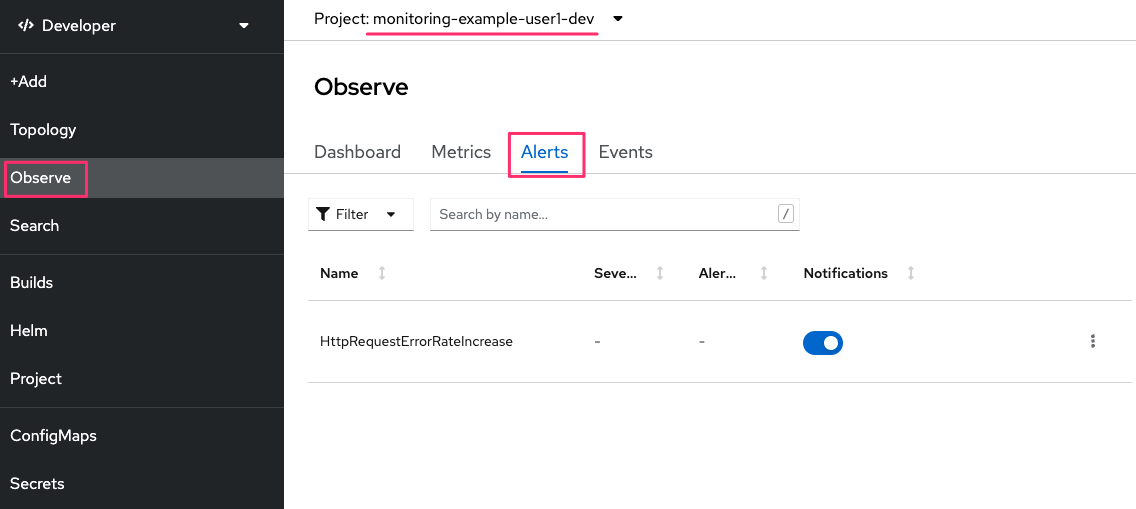 </> Developer
+Add
Topology
Observe
Search
Builds
Helm
Project
ConfigMaps
Secrets
Project: monitoring-example-user1-dev
Observe
Dashboard Metrics Alerts Events
Filter Search by name... /
Name Seve... Aler... Notifications
HttpRequestErrorRateIncrease - -